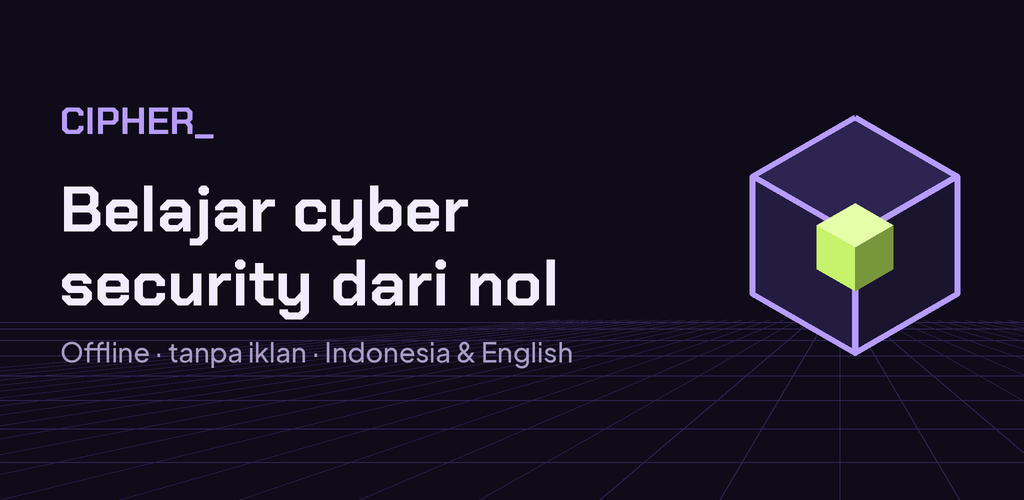 CIPHER_
Belajar cyber
security dari nol
Offline · tanpa iklan · Indonesia & English